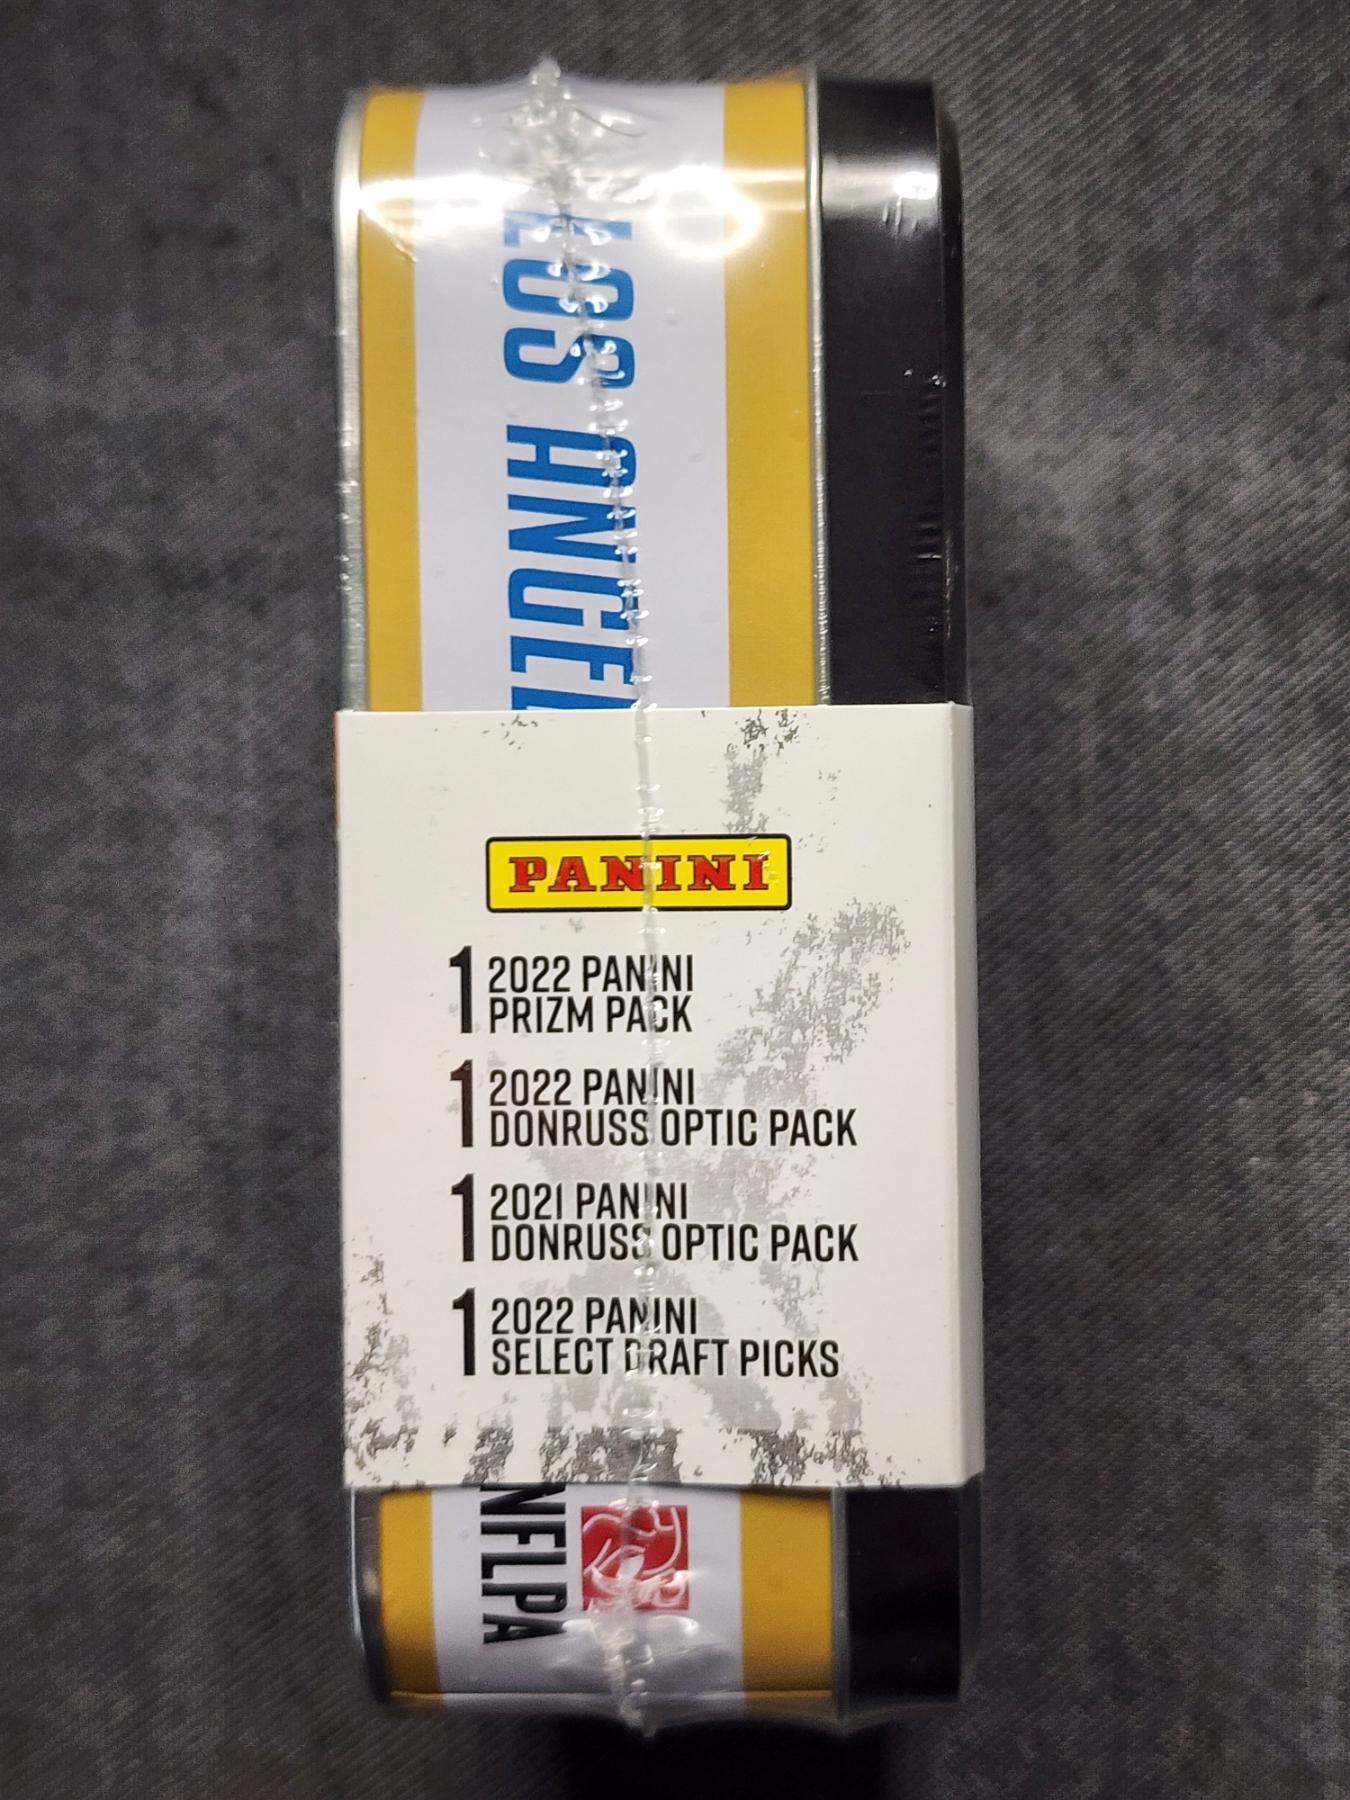 LOS ANGEL
PANINI
1 2022 PANINI
PRIZM PACK
1 2022 PANINI
DONRUSS OPTIC PACK
1 2021 PANINI
DONRUSS OPTIC PACK
1 2022 PANINI
SELECT DRAFT PICKS
NFLPA